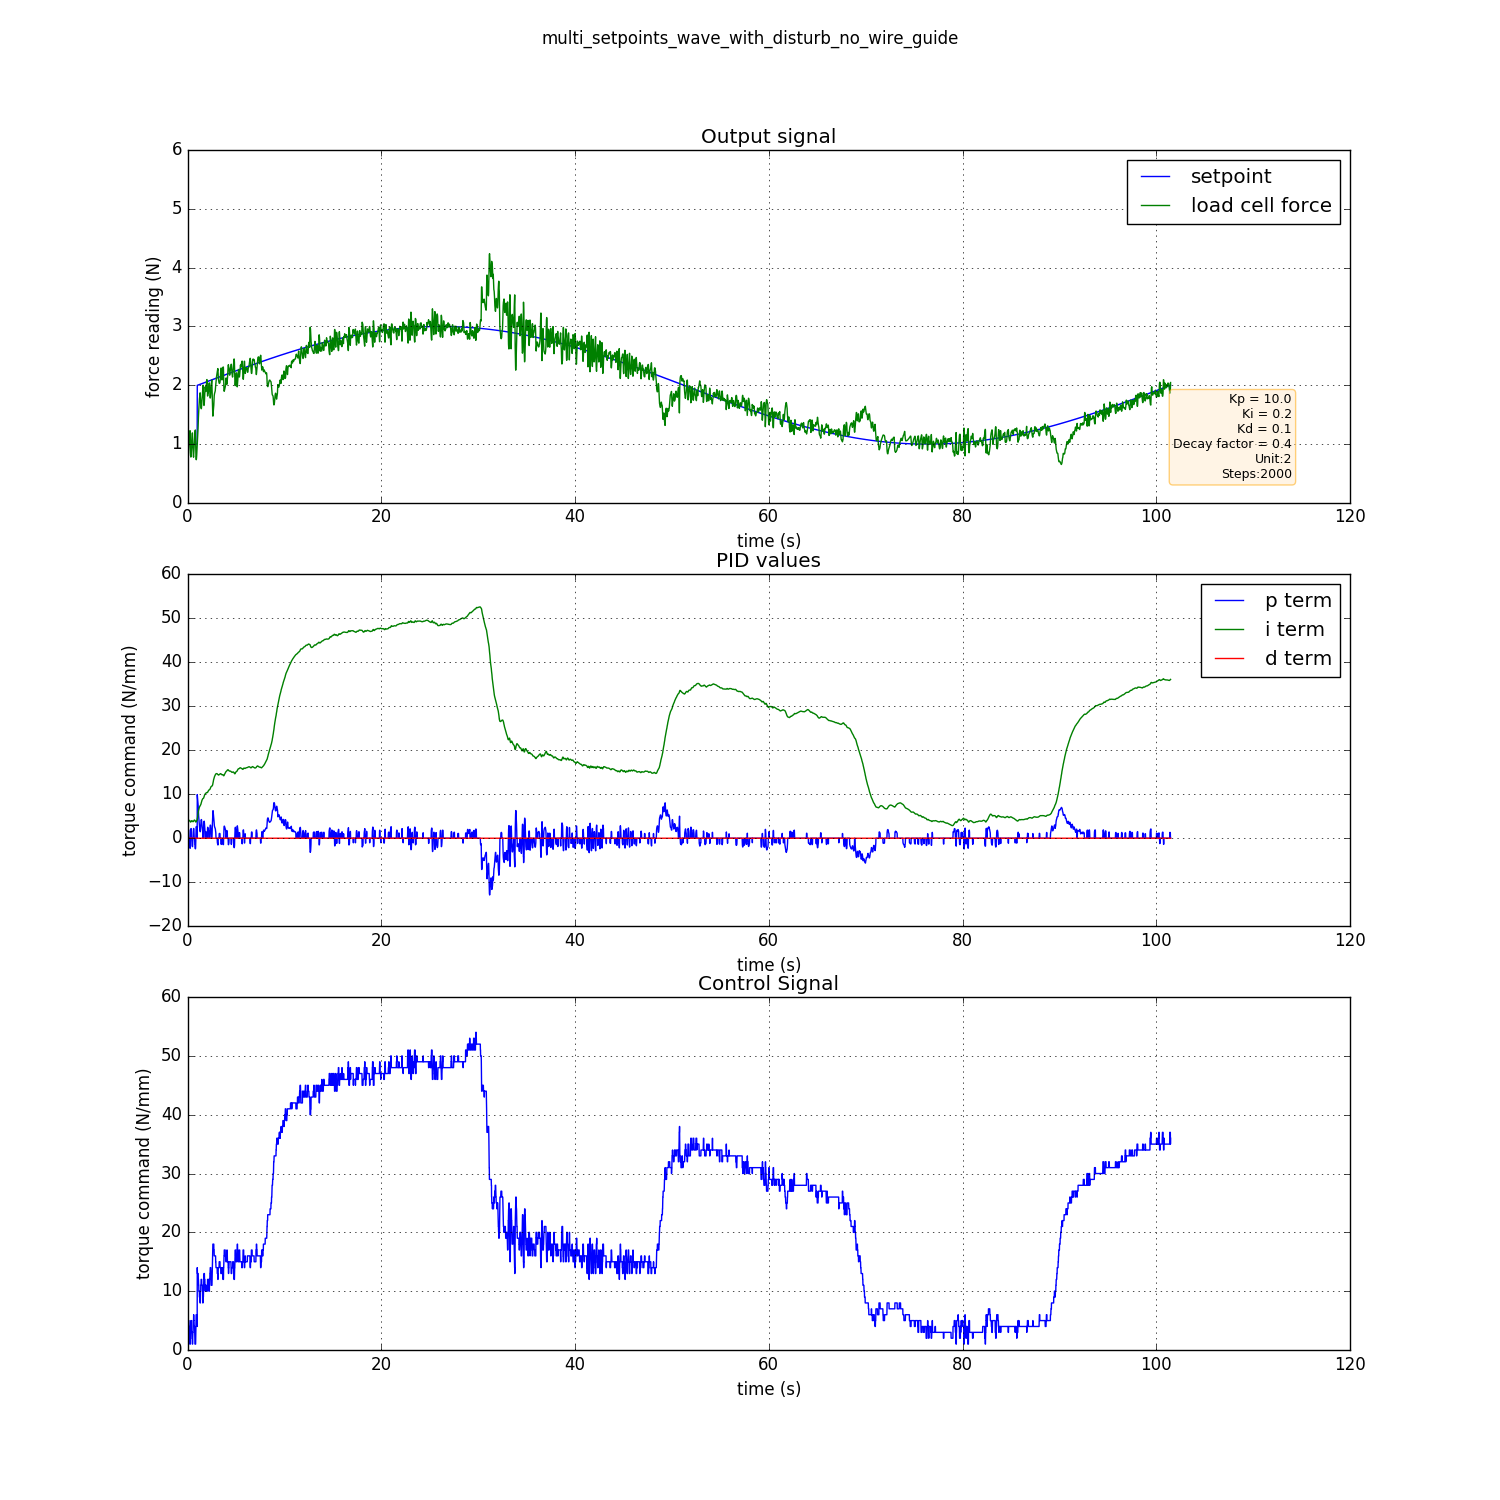 multi_setpoints_wave_with_disturb_no_wire_guide
Output signal
6
5
4
3
2
1
0
force reading (N)
setpoint
load cell force
Kp = 10.0
Ki = 0.2
Kd = 0.1
Decay factor = 0.4
Unit:2
Steps:2000
0 20 40 60 80 100 120
time (s)
PID values
60
50
40
30
20
10
0
−10
−20
torque command (N/mm)
p term
i term
d term
0 20 40 60 80 100 120
time (s)
Control Signal
60
50
40
30
20
10
0
torque command (N/mm)
0 20 40 60 80 100 120
time (s)